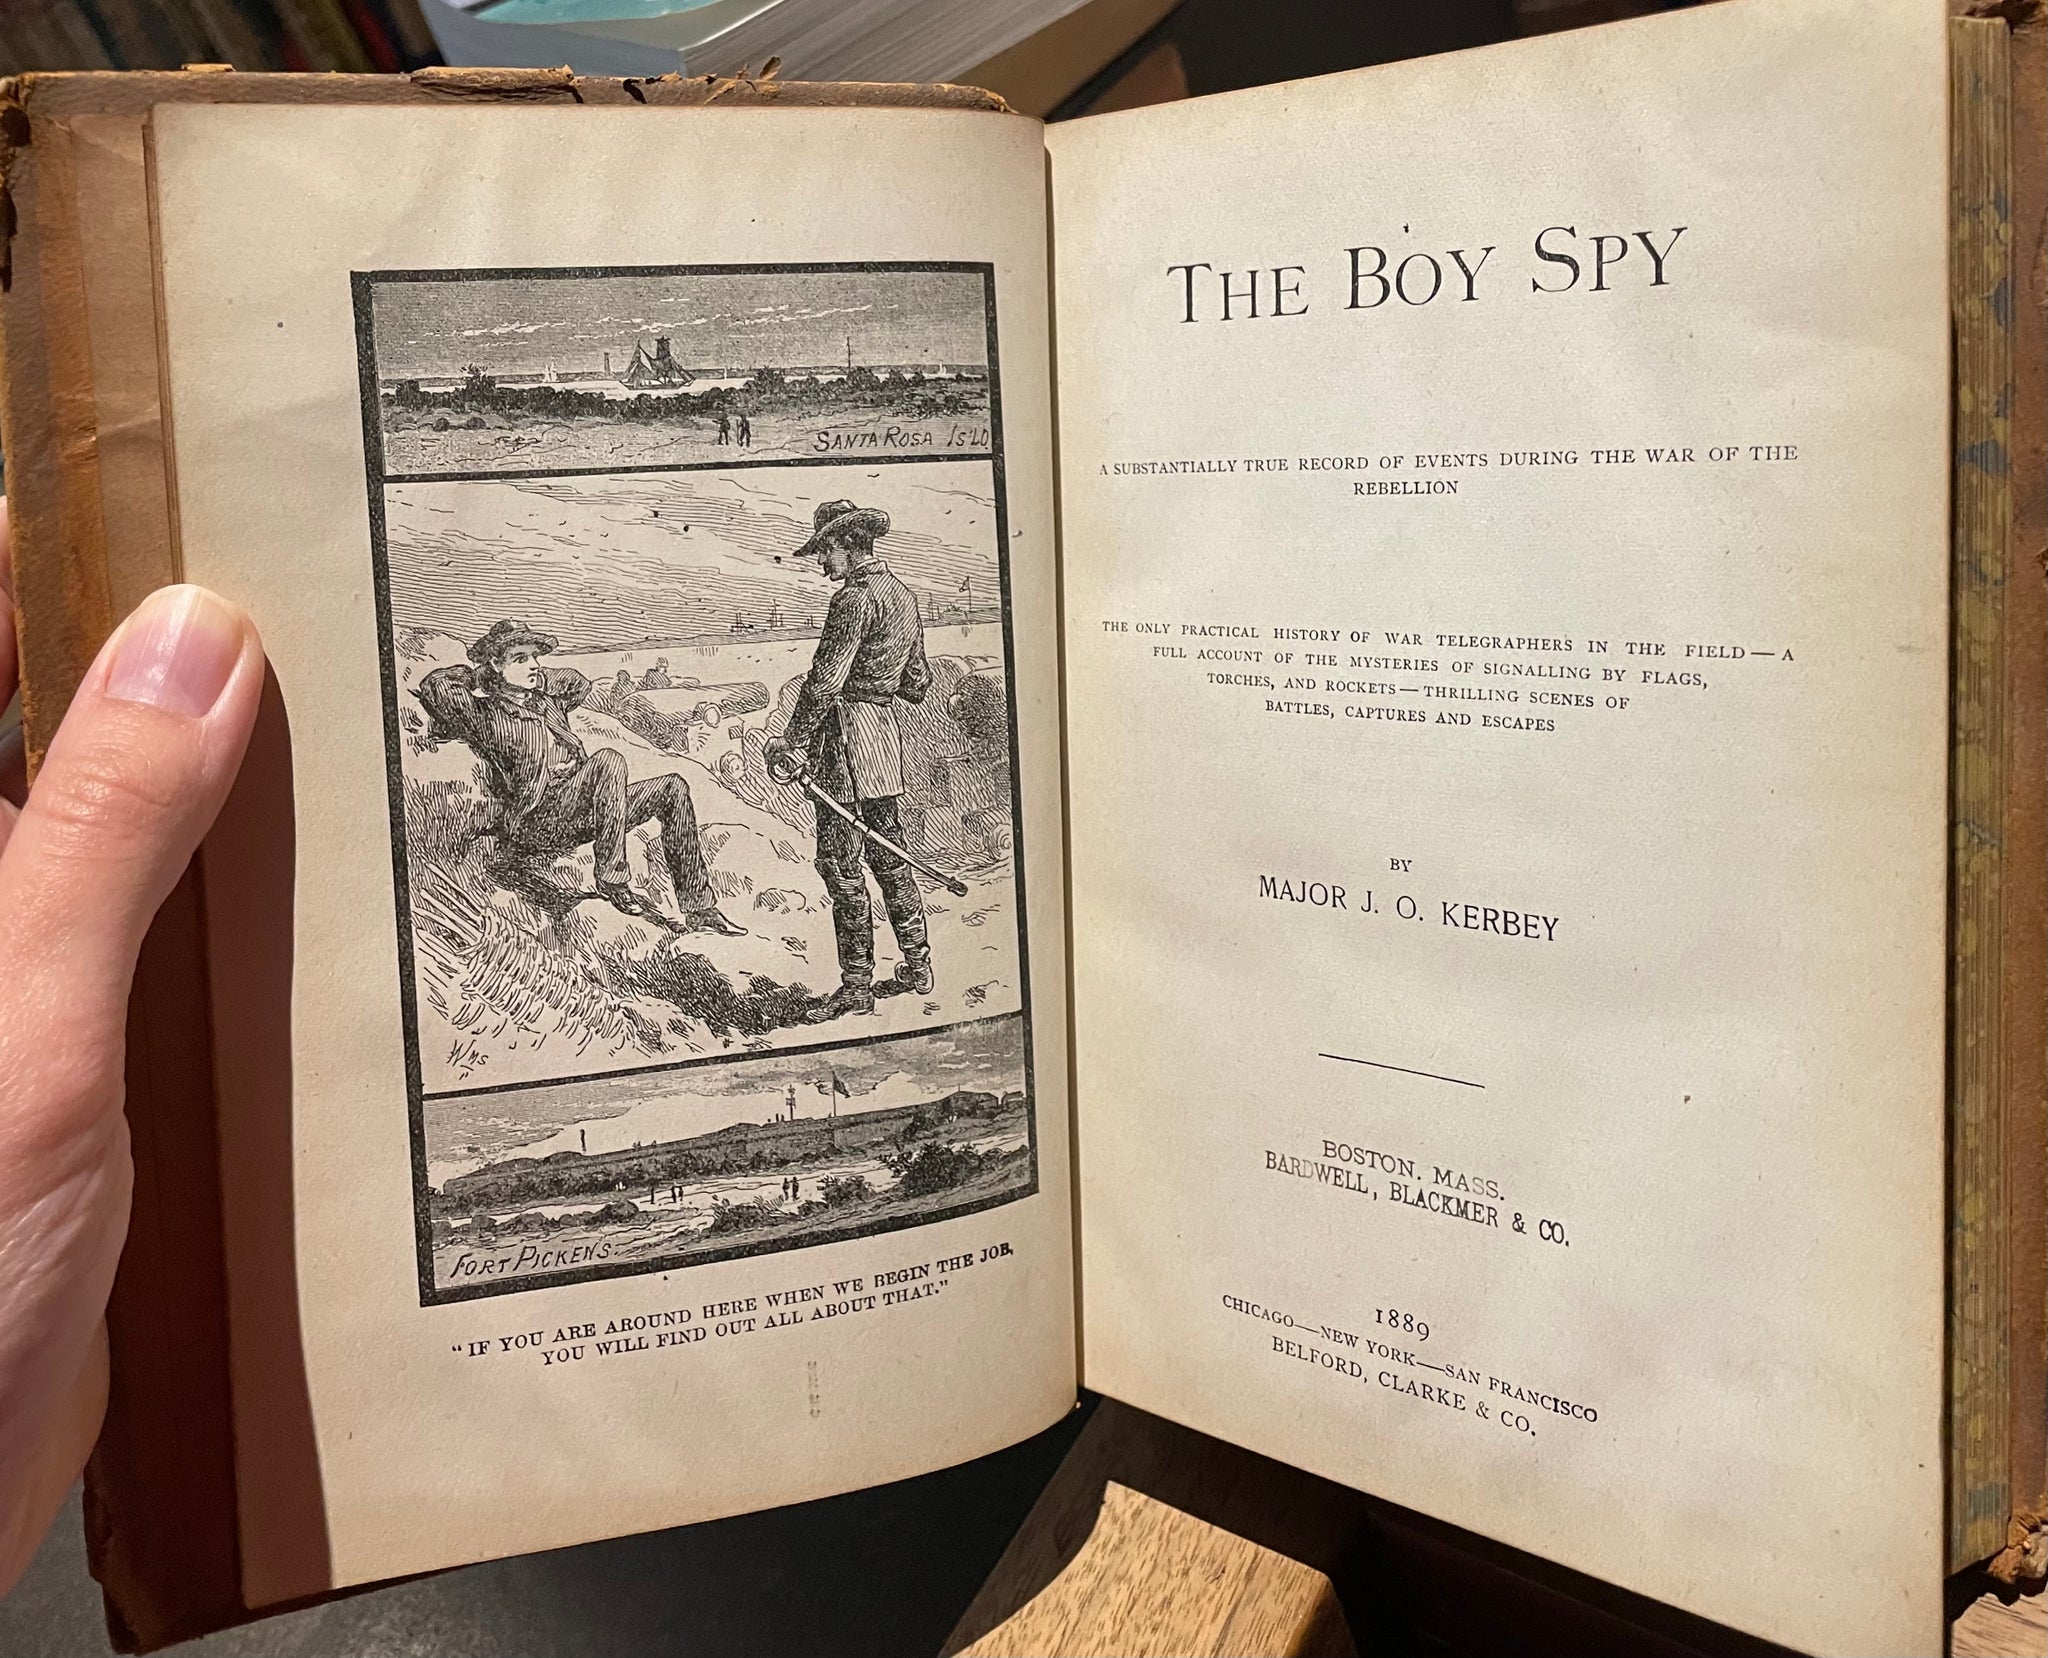 SANTA ROSA IS'LD
Wms
FORT PICKENS.
"IF YOU ARE AROUND HERE WHEN WE BEGIN THE JOB,
YOU WILL FIND OUT ALL ABOUT THAT."
THE BOY SPY
A SUBSTANTIALLY TRUE RECORD OF EVENTS DURING THE WAR OF THE
REBELLION
THE ONLY PRACTICAL HISTORY OF WAR TELEGRAPHERS IN THE FIELD — A
FULL ACCOUNT OF THE MYSTERIES OF SIGNALLING BY FLAGS,
TORCHES, AND ROCKETS — THRILLING SCENES OF
BATTLES, CAPTURES AND ESCAPES
BY
MAJOR J. O. KERBEY
BOSTON. MASS.
BARDWELL, BLACKMER & CO.
1889
CHICAGO—NEW YORK—SAN FRANCISCO
BELFORD, CLARKE & CO.